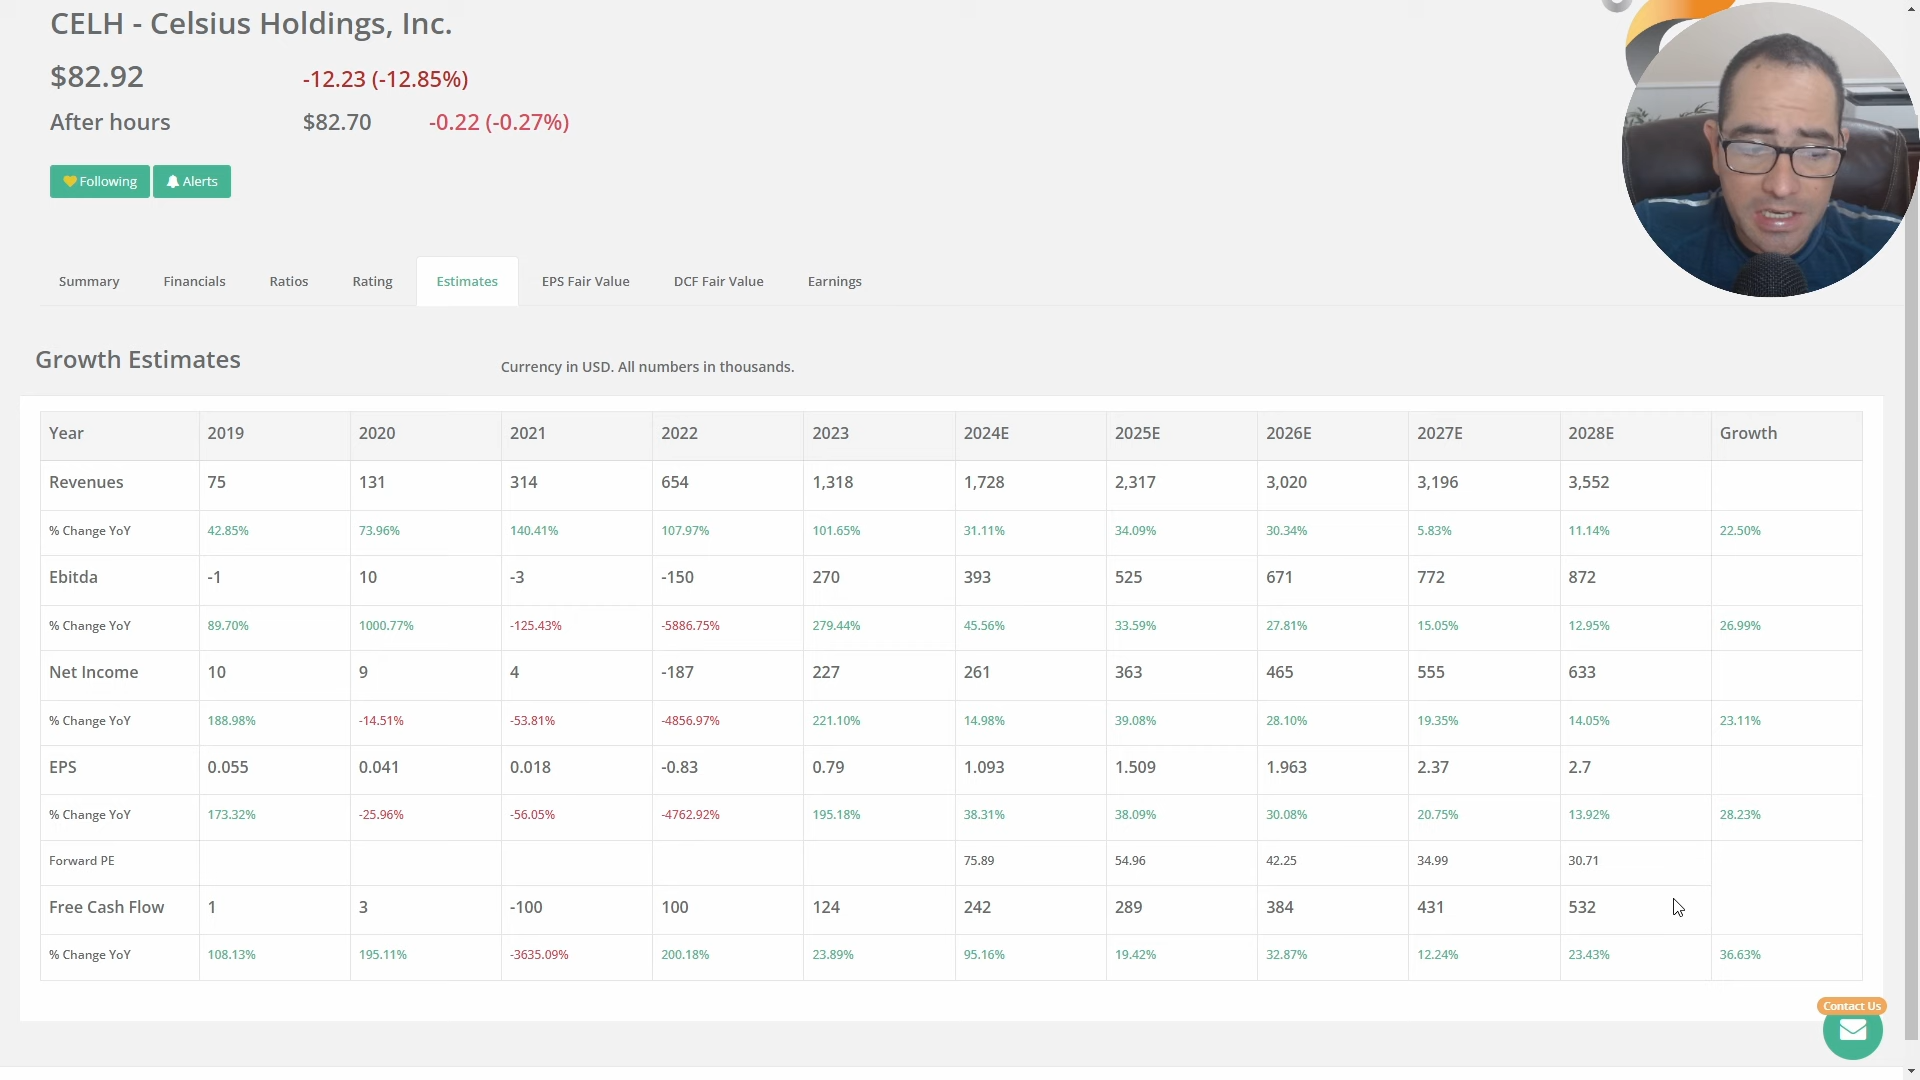 CELH - Celsius Holdings, Inc.
$82.92 -12.23 (-12.85%)
After hours $82.70 -0.22 (-0.27%)
Following Alerts
Summary Financials Ratios Rating Estimates EPS Fair Value DCF Fair Value Earnings
Growth Estimates Currency in USD. All numbers in thousands.
Year 2019 2020 2021 2022 2023 2024E 2025E 2026E 2027E 2028E Growth
Revenues 75 131 314 654 1,318 1,728 2,317 3,020 3,196 3,552
% Change YoY 42.85% 73.96% 140.41% 107.97% 101.65% 31.11% 34.09% 30.34% 5.83% 11.14% 22.50%
Ebitda -1 10 -3 -150 270 393 525 671 772 872
% Change YoY 89.70% 1000.77% -125.43% -5886.75% 279.44% 45.56% 33.59% 27.81% 15.05% 12.95% 26.99%
Net Income 10 9 4 -187 227 261 363 465 555 633
% Change YoY 188.98% -14.51% -53.81% -4856.97% 221.10% 14.98% 39.08% 28.10% 19.35% 14.05% 23.11%
EPS 0.055 0.041 0.018 -0.83 0.79 1.093 1.509 1.963 2.37 2.7
% Change YoY 173.32% -25.96% -56.05% -4762.92% 195.18% 38.31% 38.09% 30.08% 20.75% 13.92% 28.23%
Forward PE 75.89 54.96 42.25 34.99 30.71
Free Cash Flow 1 3 -100 100 124 242 289 384 431 532
% Change YoY 108.13% 195.11% -3635.09% 200.18% 23.89% 95.16% 19.42% 32.87% 12.24% 23.43% 36.63%
Contact Us